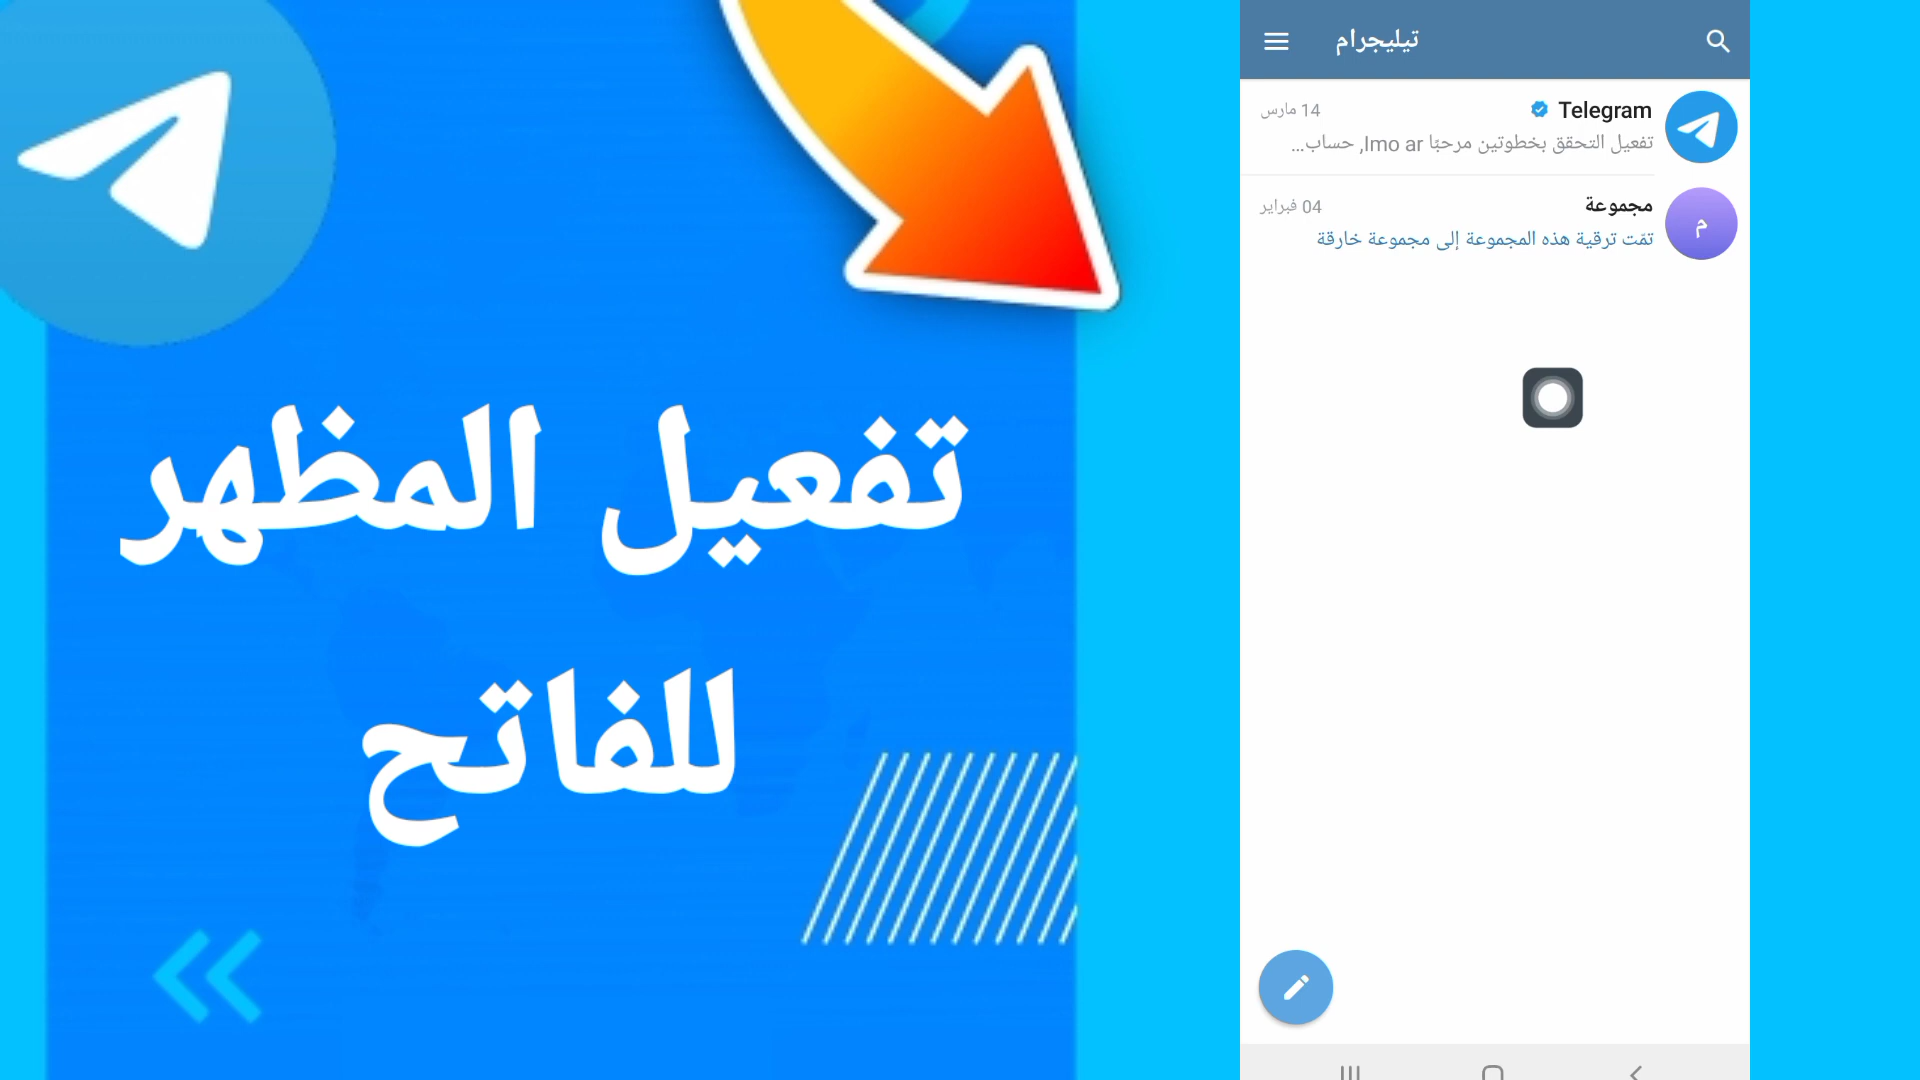 تفعيل المظهر
للفاتح
تيليجرام
Telegram
14 مارس
تفعيل التحقق بخطوتين مرحبًا Imo ar, حساب...
مجموعة
04 فبراير
تمّت ترقية هذه المجموعة إلى مجموعة خارقة
م